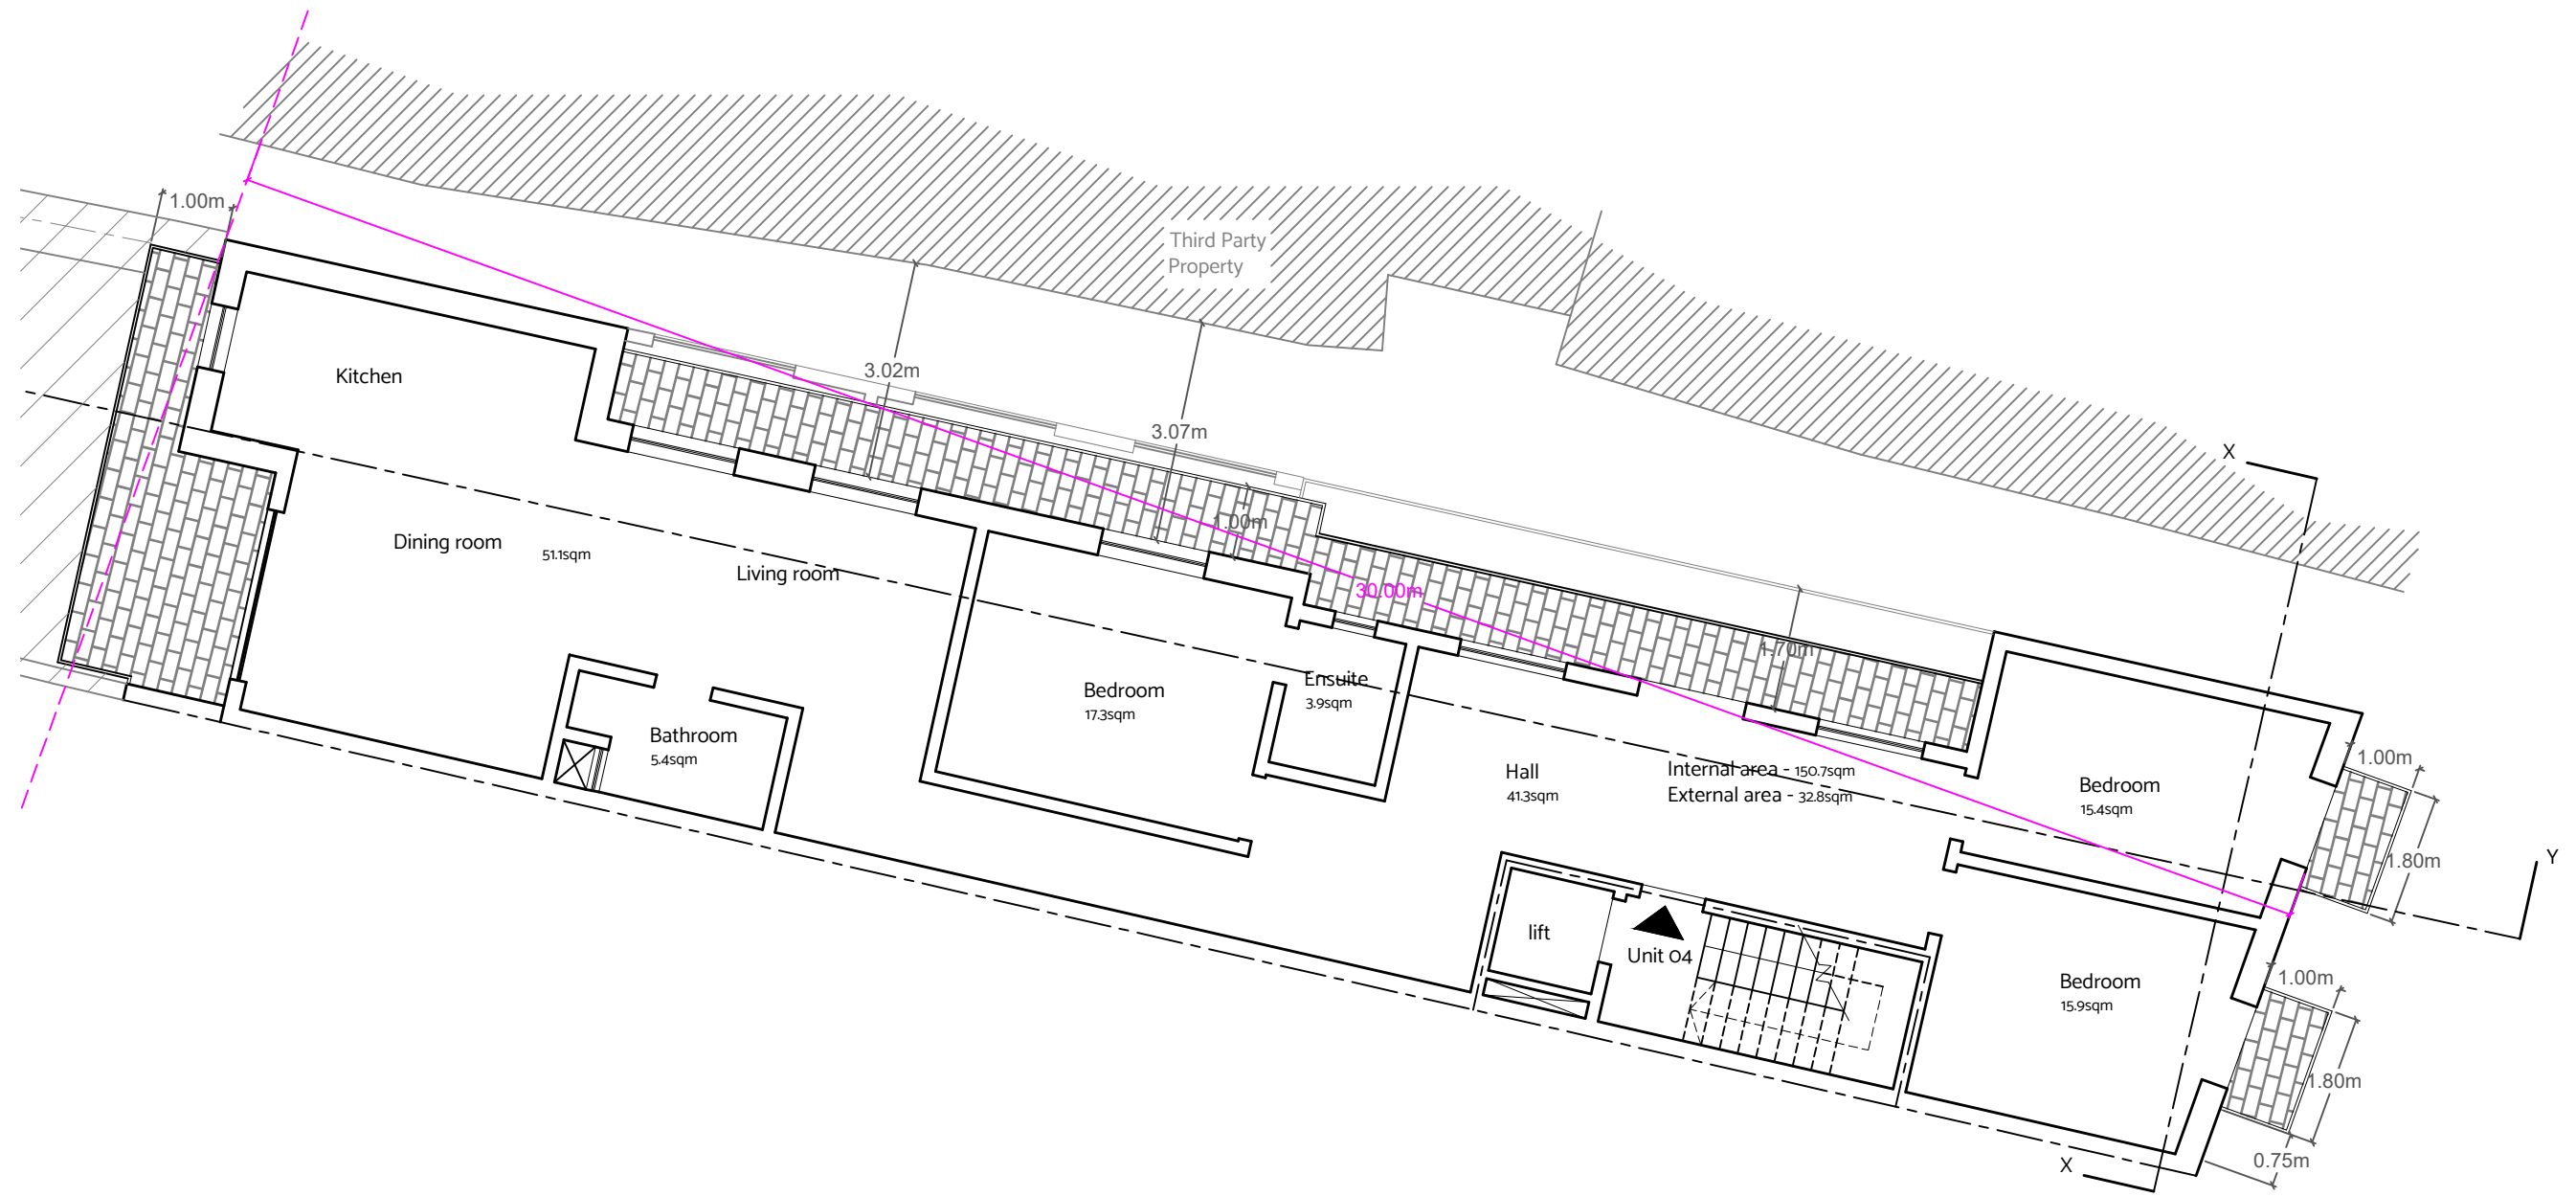 1.00m
Third Party
Property
Kitchen
3.02m
3.07m
X
1.00m
Dining room
51.1sqm
Living room
30.00m
1.70m
Ensuite
3.9sqm
Bedroom
17.3sqm
Bathroom
5.4sqm
Hall
41.3sqm
Internal area - 150.7sqm
External area - 32.8sqm
Bedroom
15.4sqm
1.00m
1.80m
Y
lift
Unit 04
Bedroom
15.9sqm
1.00m
1.80m
X
0.75m